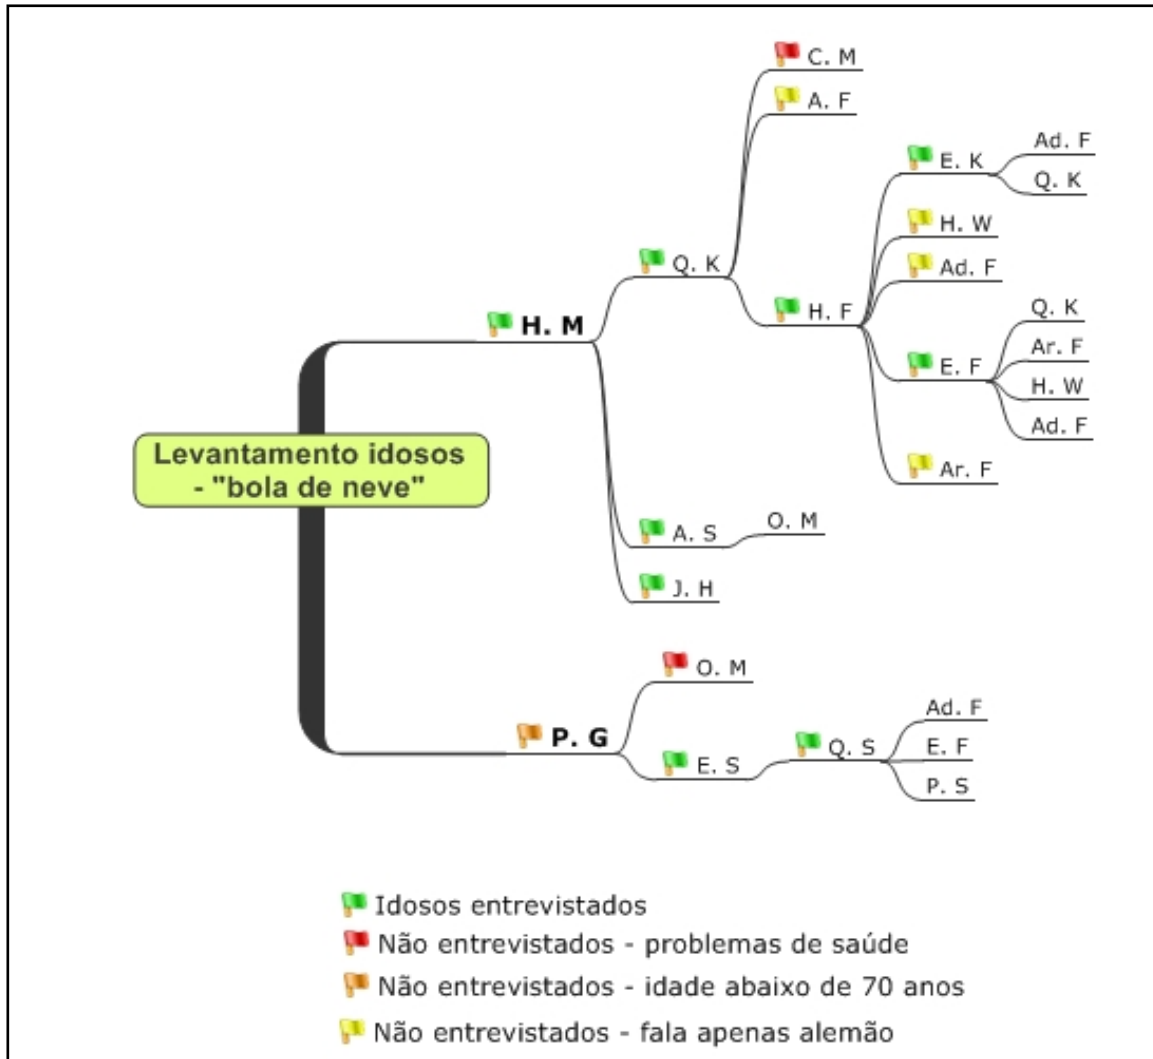 C. M
A. F
Ad. F
E. K
Q. K
H. W
Q. K
Ad. F
H. F
Q. K
H. M
Ar. F
E. F
H. W
Ad. F
Levantamento idosos
- "bola de neve"
Ar. F
O. M
A. S
J. H
O. M
Ad. F
P. G
Q. S
E. F
E. S
P. S
Idosos entrevistados
Não entrevistados - problemas de saúde
Não entrevistados - idade abaixo de 70 anos
Não entrevistados - fala apenas alemão